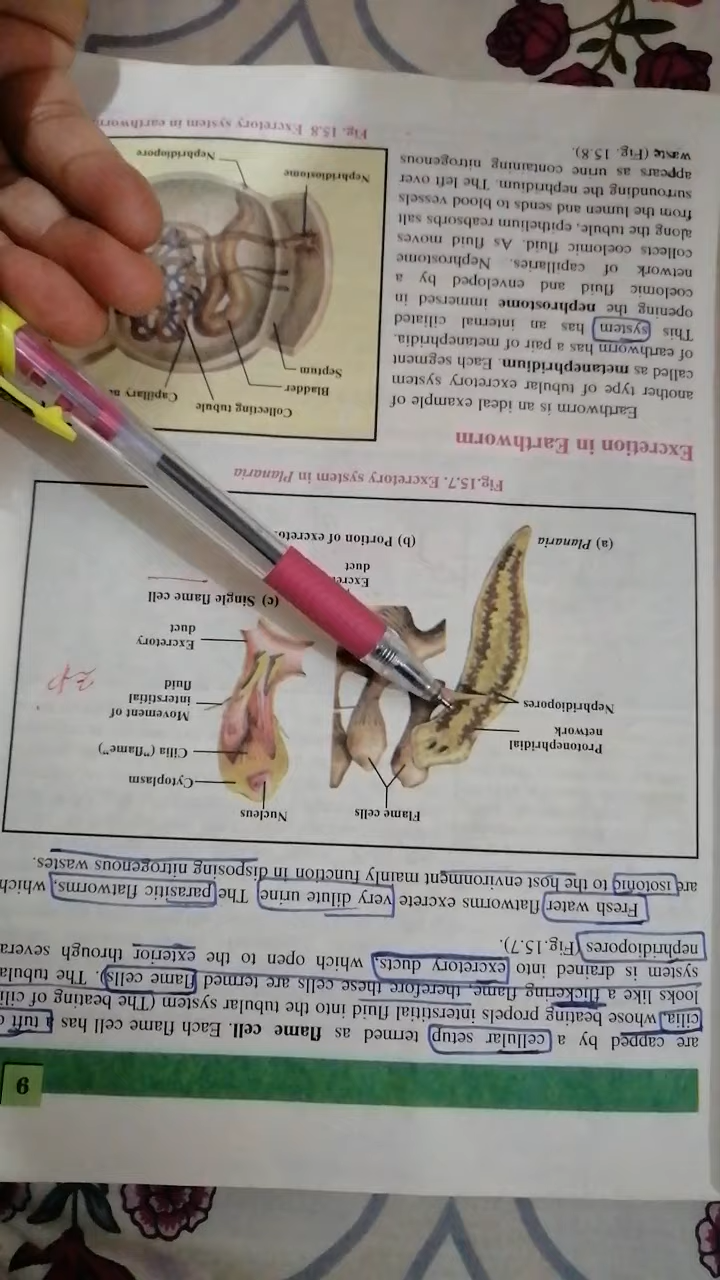 9
are capped by a cellular setup termed as flame cell. Each flame cell has a tuft
cilia, whose beating propels interstitial fluid into the tubular system (The beating of
looks like a flickering flame, therefore these cells are termed flame cells). The
system is drained into excretory ducts, which open to the exterior through
nephridiopores (Fig.15.7).
Fresh water flatworms excrete very dilute urine. The parasitic flatworms, which
are isotonic to the host environment mainly function in disposing nitrogenous wastes.
Flame cells
Nucleus
Cytoplasm
Cilia ("flame")
Movement of
interstitial
fluid
Excretory
duct
Protonephridial
network
Nephridiopores
duct
(a) Planaria
(b) Portion of
(c) Single flame cell
Fig.15.7. Excretory system in Planaria
Excretion in Earthworm
Earthworm is an ideal example of
another type of tubular excretory system
called as metanephridium. Each segment
of earthworm has a pair of metanephridia.
This system has an internal ciliated
opening the nephrostome immersed in
coelomic fluid and enveloped by a
network of capillaries. Nephrostome
collects coelomic fluid. As fluid moves
along the tubule, epithelium reabsorbs salt
from the lumen and sends to blood vessels
surrounding the nephridium. The left over
appears as urine containing nitrogenous
waste (Fig. 15.8).
Collecting tubule
Capillary
Bladder
Septum
Nephridiostome
Nephridiopore
Fig. 15.8 Excretory system in